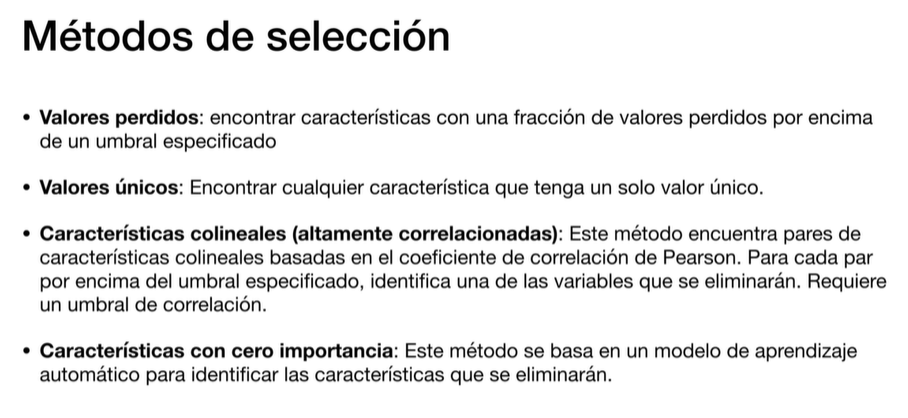 Métodos de selección
• Valores perdidos: encontrar características con una fracción de valores perdidos por encima
de un umbral especificado
• Valores únicos: Encontrar cualquier característica que tenga un solo valor único.
• Características colineales (altamente correlacionadas): Este método encuentra pares de
características colineales basadas en el coeficiente de correlación de Pearson. Para cada par
por encima del umbral especificado, identifica una de las variables que se eliminarán. Requiere
un umbral de correlación.
• Características con cero importancia: Este método se basa en un modelo de aprendizaje
automático para identificar las características que se eliminarán.